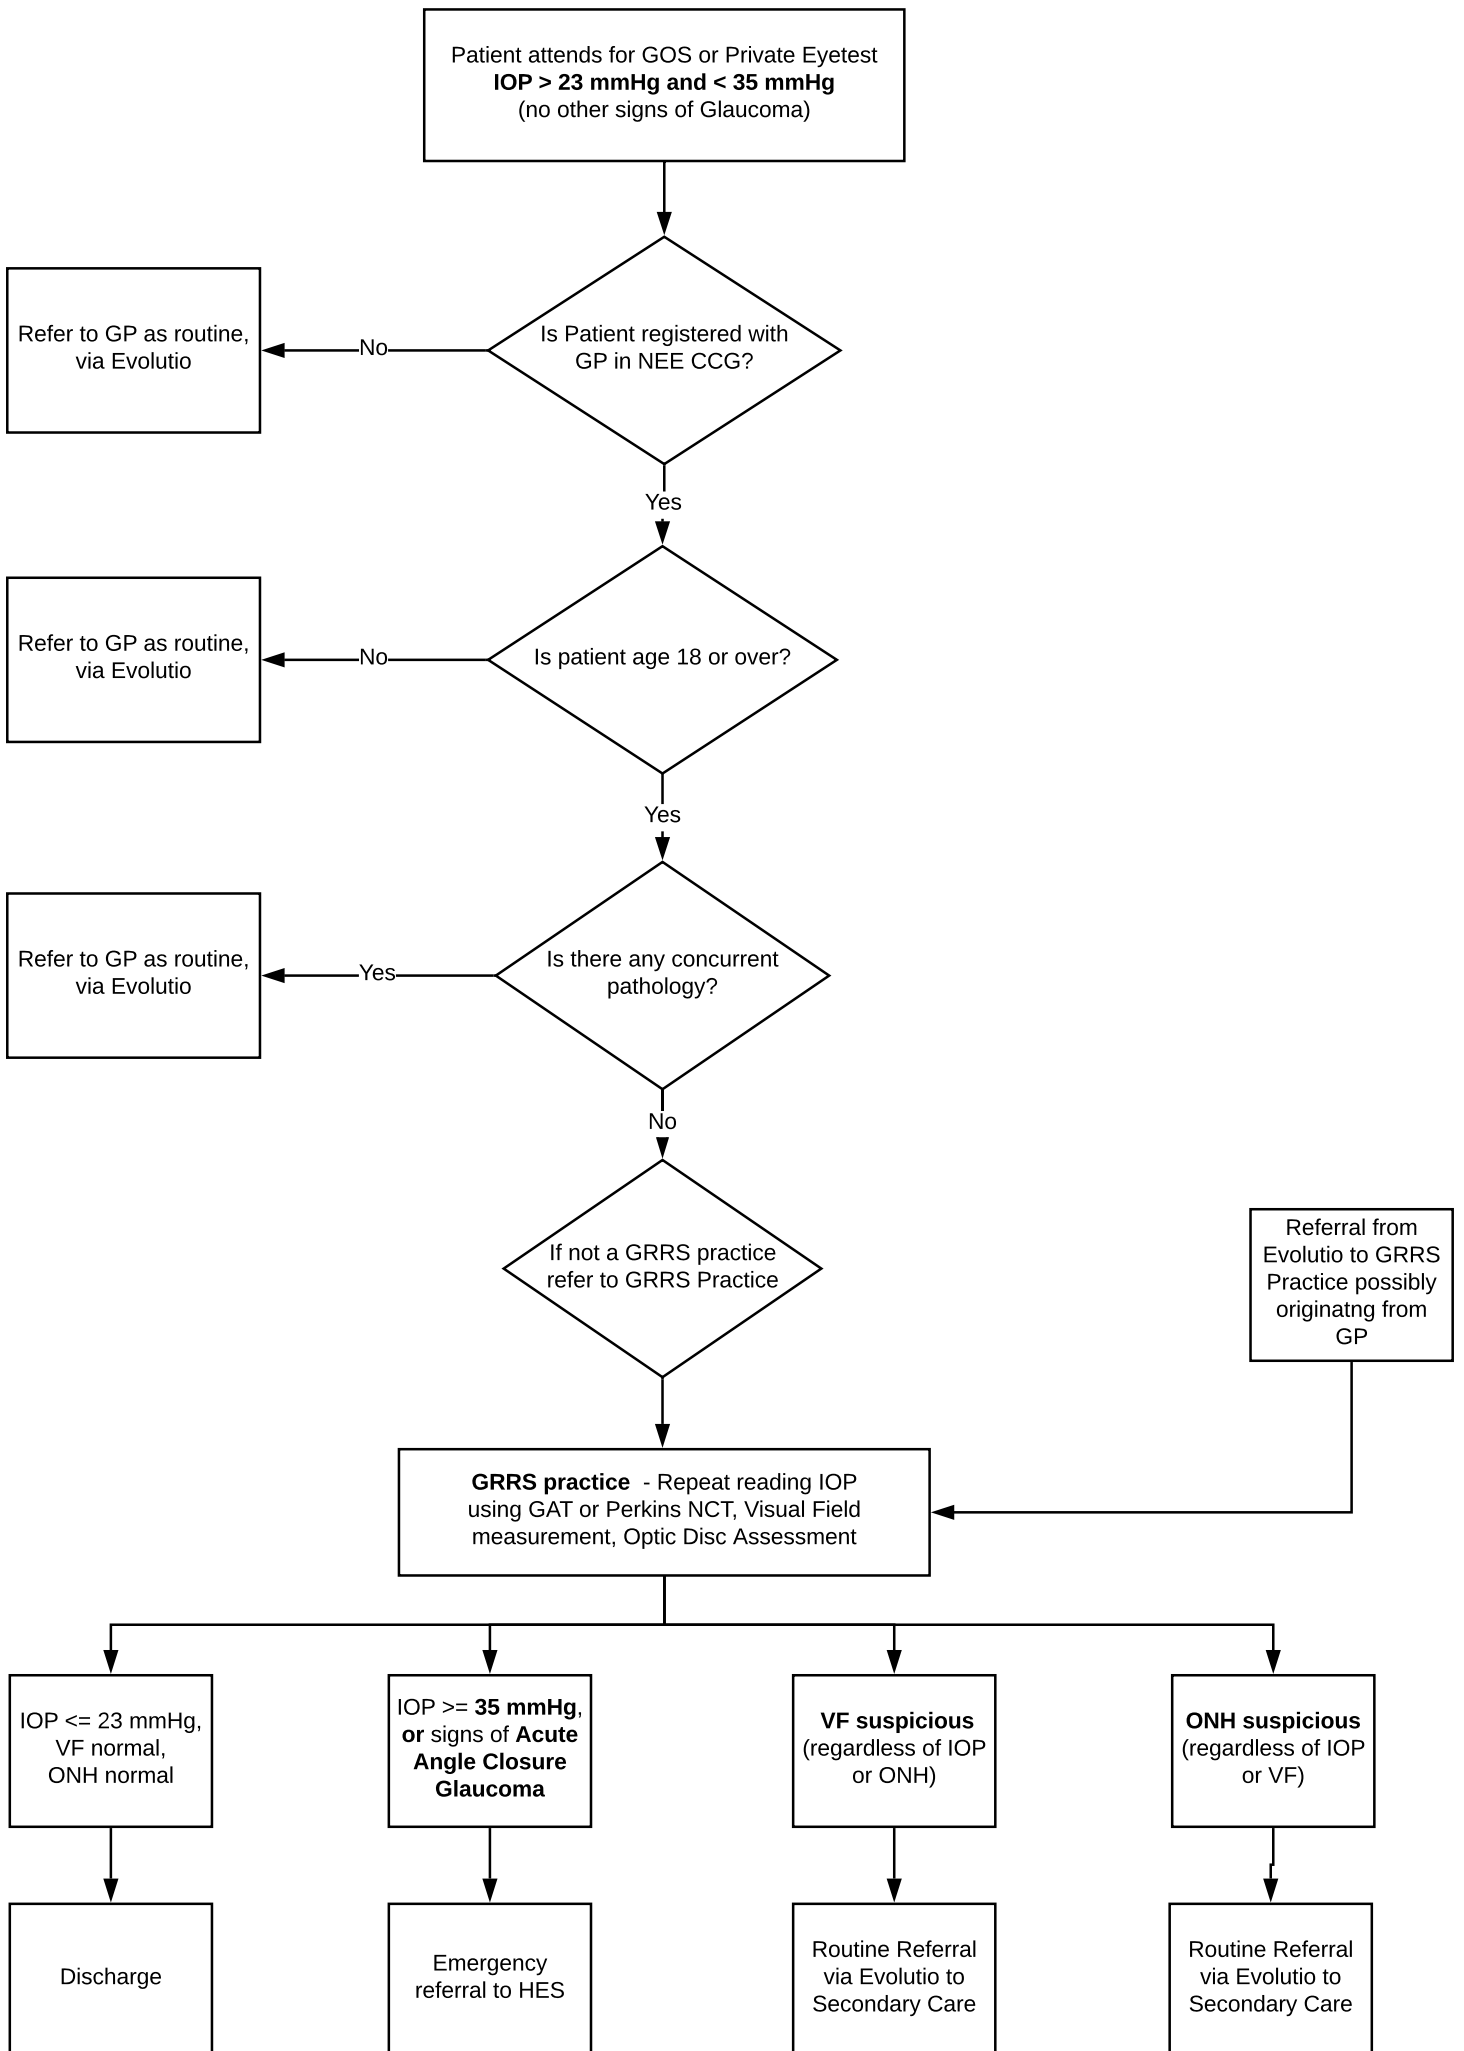 Patient attends for GOS or Private Eyetest
IOP > 23 mmHg and < 35 mmHg
(no other signs of Glaucoma)
Is Patient registered with
GP in NEE CCG?
No
Refer to GP as routine,
via Evolutio
Yes
Is patient age 18 or over?
No
Refer to GP as routine,
via Evolutio
Yes
Is there any concurrent
pathology?
Yes
Refer to GP as routine,
via Evolutio
No
If not a GRRS practice
refer to GRRS Practice
Referral from
Evolutio to GRRS
Practice possibly
originatng from
GP
GRRS practice  - Repeat reading IOP
using GAT or Perkins NCT, Visual Field
measurement, Optic Disc Assessment
IOP <= 23 mmHg,
VF normal,
ONH normal
IOP >= 35 mmHg,
or signs of Acute
Angle Closure
Glaucoma
VF suspicious
(regardless of IOP
or ONH)
ONH suspicious
(regardless of IOP
or VF)
Discharge
Emergency
referral to HES
Routine Referral
via Evolutio to
Secondary Care
Routine Referral
via Evolutio to
Secondary Care